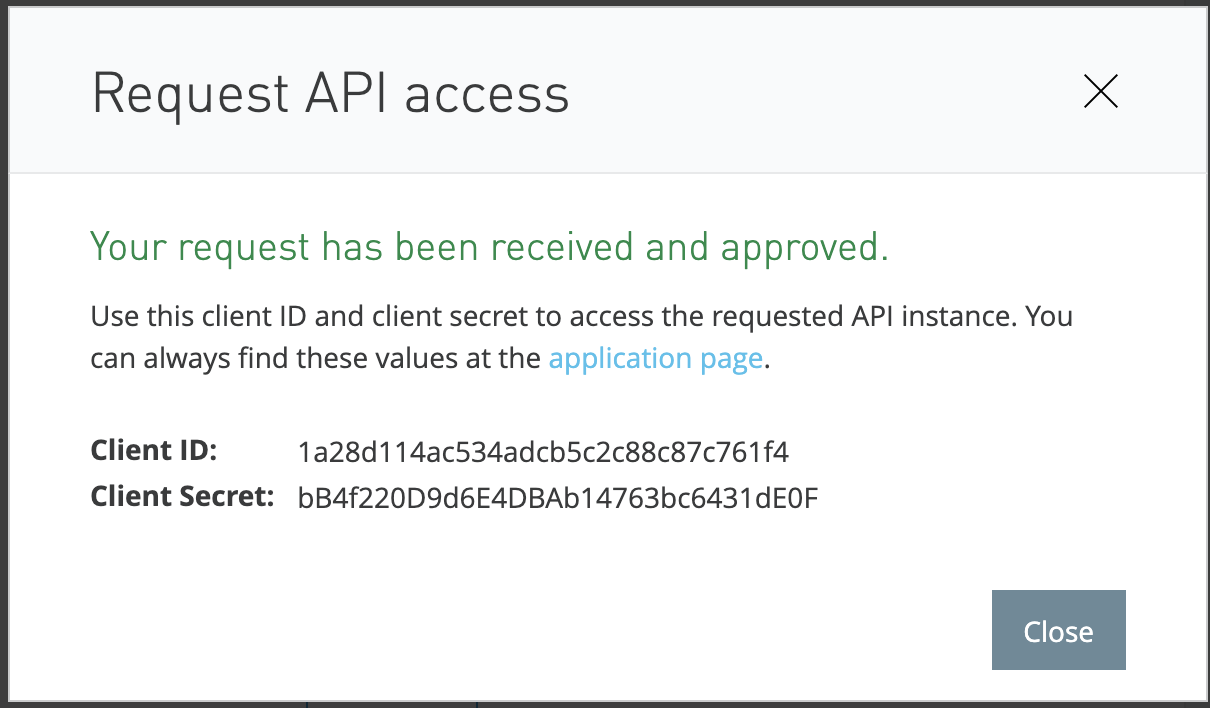 Request API access
Your request has been received and approved.
Use this client ID and client secret to access the requested API instance. You
can always find these values at the application page.
Client ID: 1a28d114ac534adcb5c2c88c87c761f4
Client Secret: bB4f220D9d6E4DBAb14763bc6431dE0F
Close